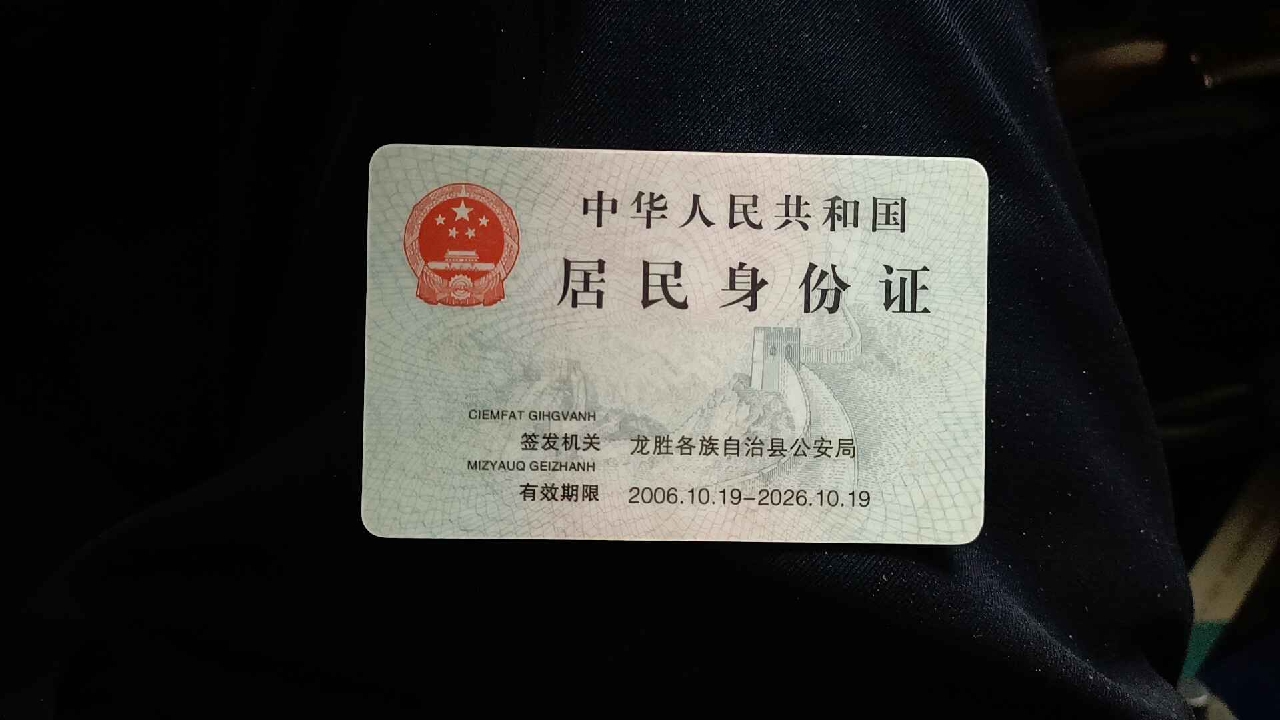 中华人民共和国
居民身份证
CIEMFAT GIHGVANH
签发机关 龙胜各族自治县公安局
MIZYAUQ GEIZHANH
有效期限 2006.10.19-2026.10.19